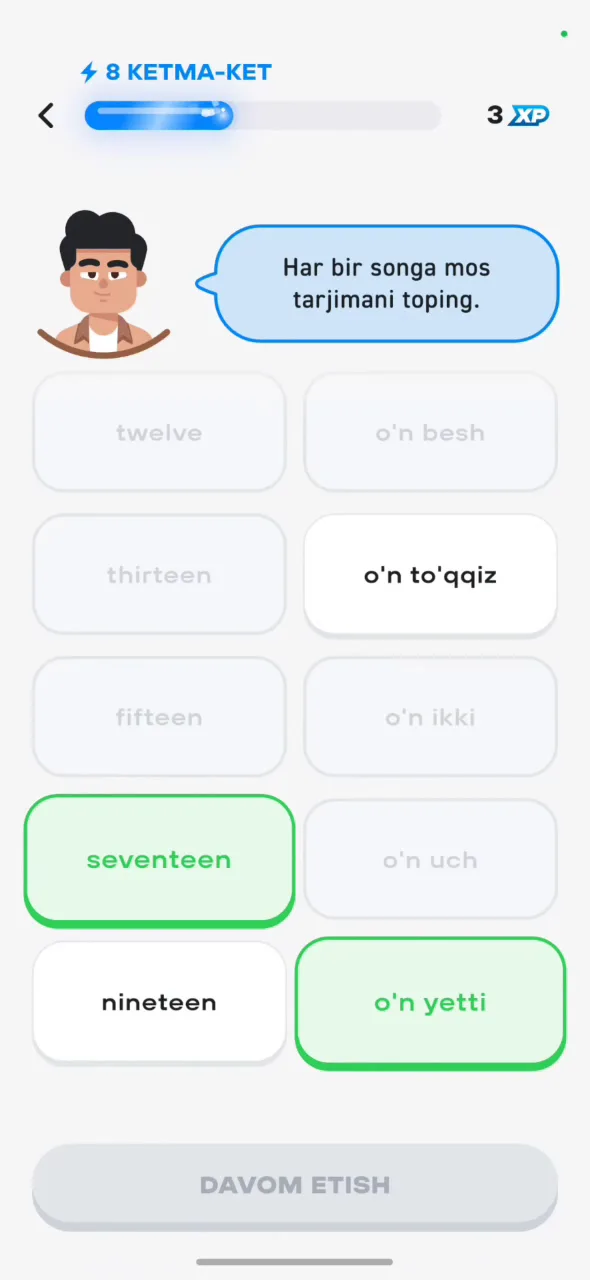 8 KETMA-KET
3 XP
Har bir songa mos
tarjimani toping.
twelve
o'n besh
thirteen
o'n to'qqiz
fifteen
o'n ikki
seventeen
o'n uch
nineteen
o'n yetti
DAVOM ETISH